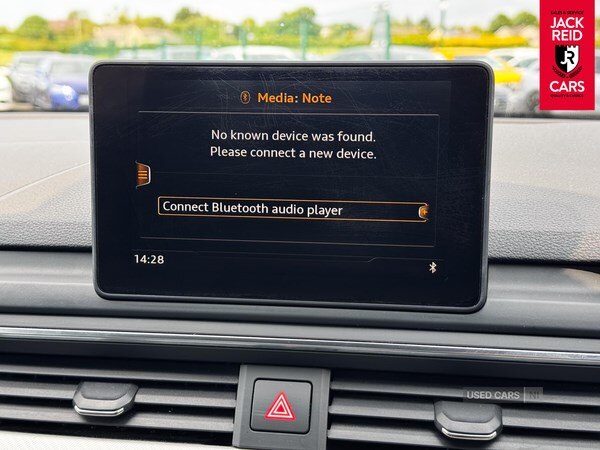 JACK
REID
JR
CARS
Media: Note
No known device was found.
Please connect a new device.
Connect Bluetooth audio player
14:28
USED CARS NI